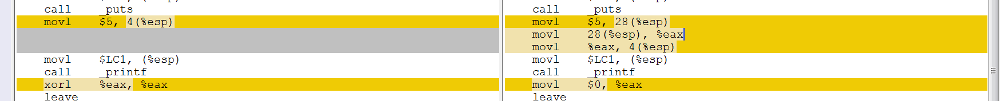 call _puts
movl $5, 4(%esp)
movl $LC1, (%esp)
call _printf
xorl %eax, %eax
leave
call _puts
movl $5, 28(%esp)
movl 28(%esp), %eax
movl %eax, 4(%esp)
movl $LC1, (%esp)
call _printf
movl $0, %eax
leave